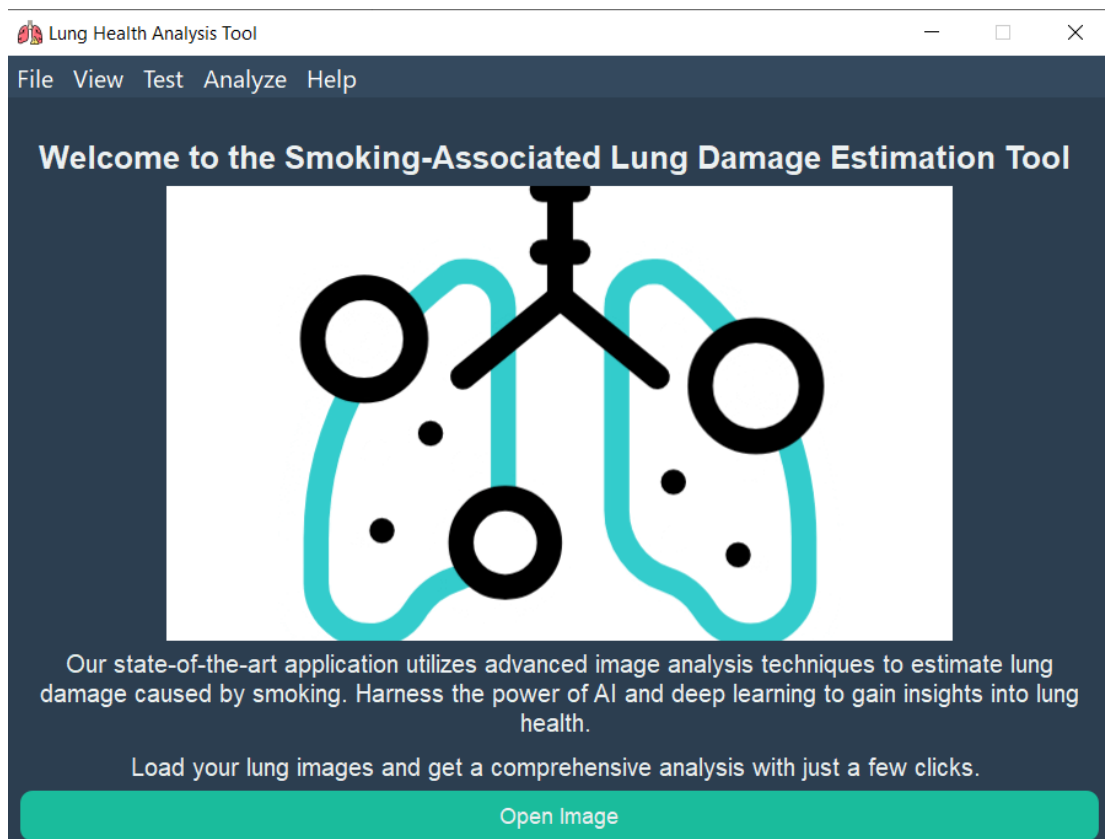 Lung Health Analysis Tool
File View Test Analyze Help
Welcome to the Smoking-Associated Lung Damage Estimation Tool
Our state-of-the-art application utilizes advanced image analysis techniques to estimate lung
damage caused by smoking. Harness the power of AI and deep learning to gain insights into lung
health.
Load your lung images and get a comprehensive analysis with just a few clicks.
Open Image